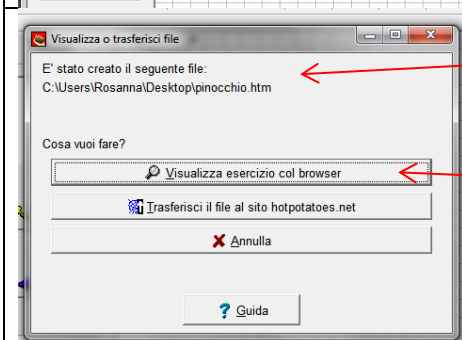 Visualizza o trasferisci file
E' stato creato il seguente file:
C:\Users\Rosanna\Desktop\pinocchio.htm
Cosa vuoi fare?
Visualizza esercizio col browser
Trasferisci il file al sito hotpotatoes.net
Annulla
? Guida